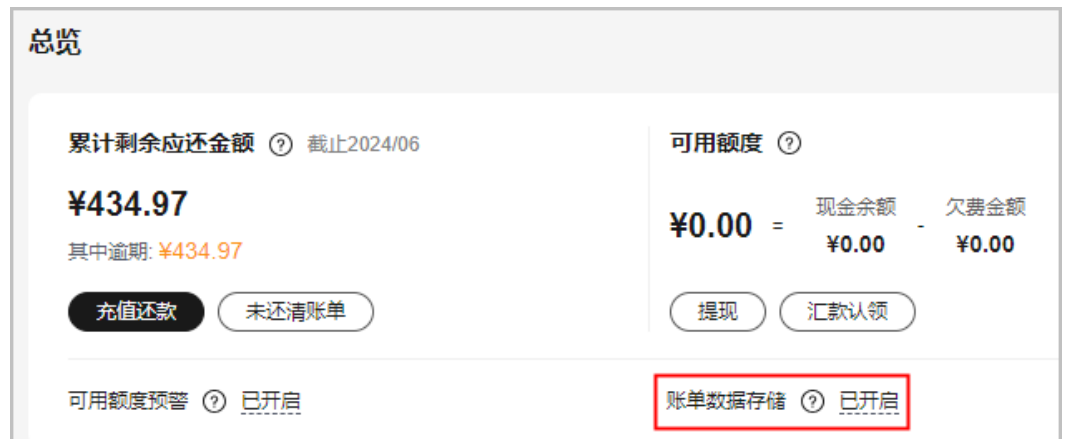 总览
累计剩余应还金额 ? 截止2024/06
¥434.97
其中逾期: ¥434.97
充值还款 未还清账单
可用额度 ?
¥0.00 = 现金余额 ¥0.00 - 欠费金额 ¥0.00
提现 汇款认领
可用额度预警 ? 已开启
账单数据存储 ? 已开启